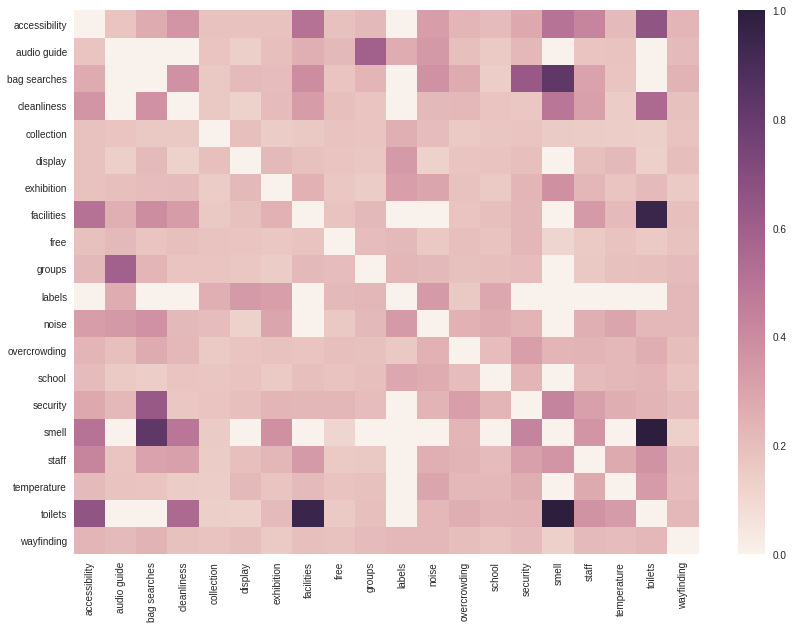 accessibility
audio guide
bag searches
cleanliness
collection
display
exhibition
facilities
free
groups
labels
noise
overcrowding
school
security
smell
staff
temperature
toilets
wayfinding
accessibility audio guide bag searches cleanliness collection display exhibition facilities free groups labels noise overcrowding school security smell staff temperature toilets wayfinding
1.0
0.8
0.6
0.4
0.2
0.0